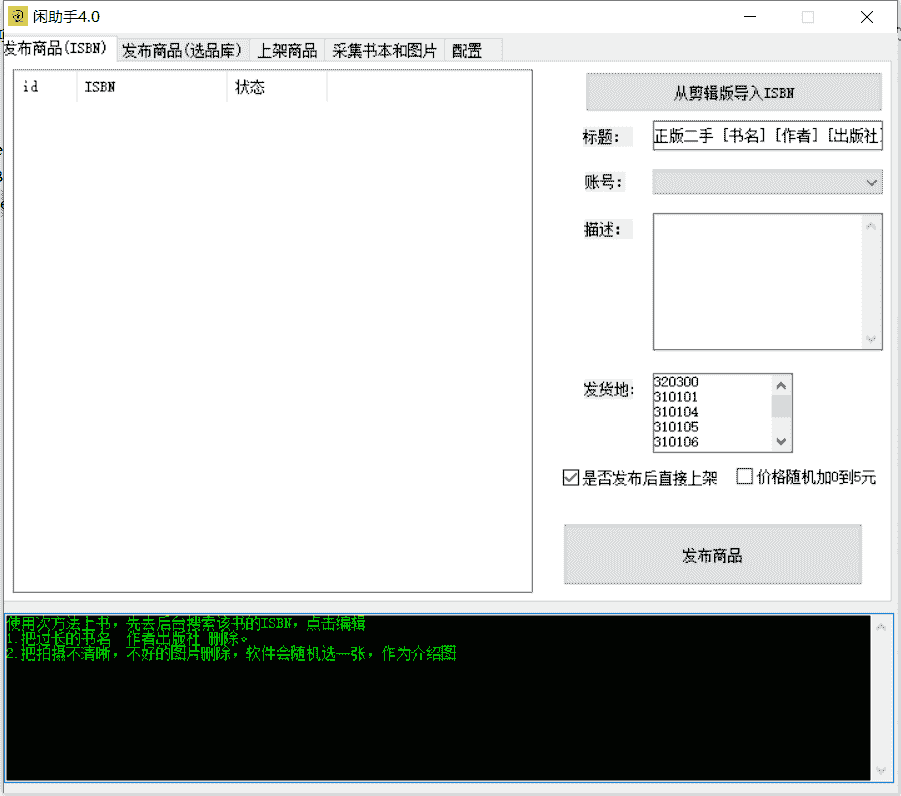 闲助手4.0
发布商品(ISBN) 发布商品(选品库) 上架商品 采集书本和图片 配置
id ISBN 状态
从剪辑版导入ISBN
标题: 正版二手 [书名] [作者] [出版社]
账号:
描述:
发货地:
320300
310101
310104
310105
310106
是否发布后直接上架 价格随机加0到5元
发布商品
使用次方法上书，先去后台搜索该书的ISBN，点击编辑
1.把过长的书名 作者出版社 删除。
2.把拍摄不清晰，不好的图片删除，软件会随机选一张，作为介绍图